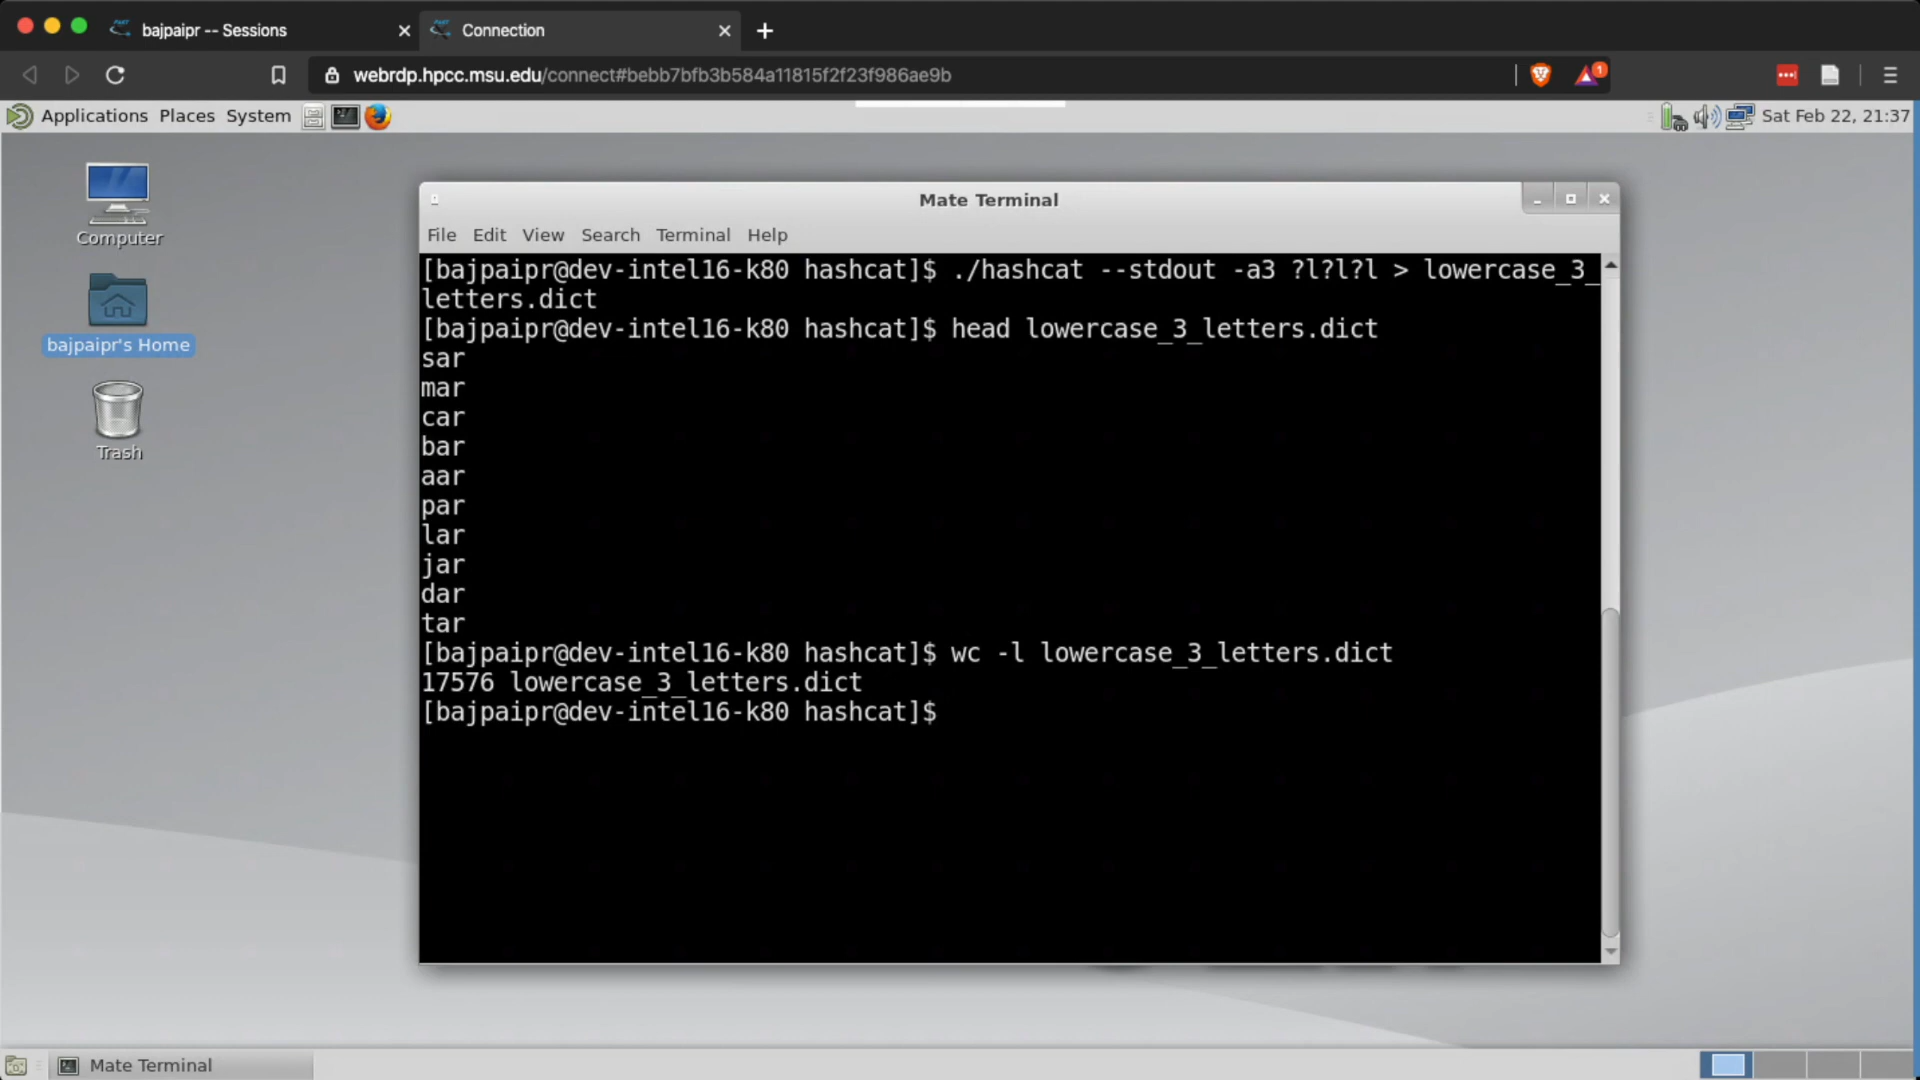 bajpaipr -- Sessions
Connection
webrdp.hpcc.msu.edu/connect#bebb7bfb3b584a11815f2f23f986ae9b
1
Applications Places System
Sat Feb 22, 21:37
Computer
bajpaipr's Home
Trash
Mate Terminal
File Edit View Search Terminal Help
[bajpaipr@dev-intel16-k80 hashcat]$ ./hashcat --stdout -a3 ?l?l?l > lowercase_3_
letters.dict
[bajpaipr@dev-intel16-k80 hashcat]$ head lowercase_3_letters.dict
sar
mar
car
bar
aar
par
lar
jar
dar
tar
[bajpaipr@dev-intel16-k80 hashcat]$ wc -l lowercase_3_letters.dict
17576 lowercase_3_letters.dict
[bajpaipr@dev-intel16-k80 hashcat]$
Mate Terminal